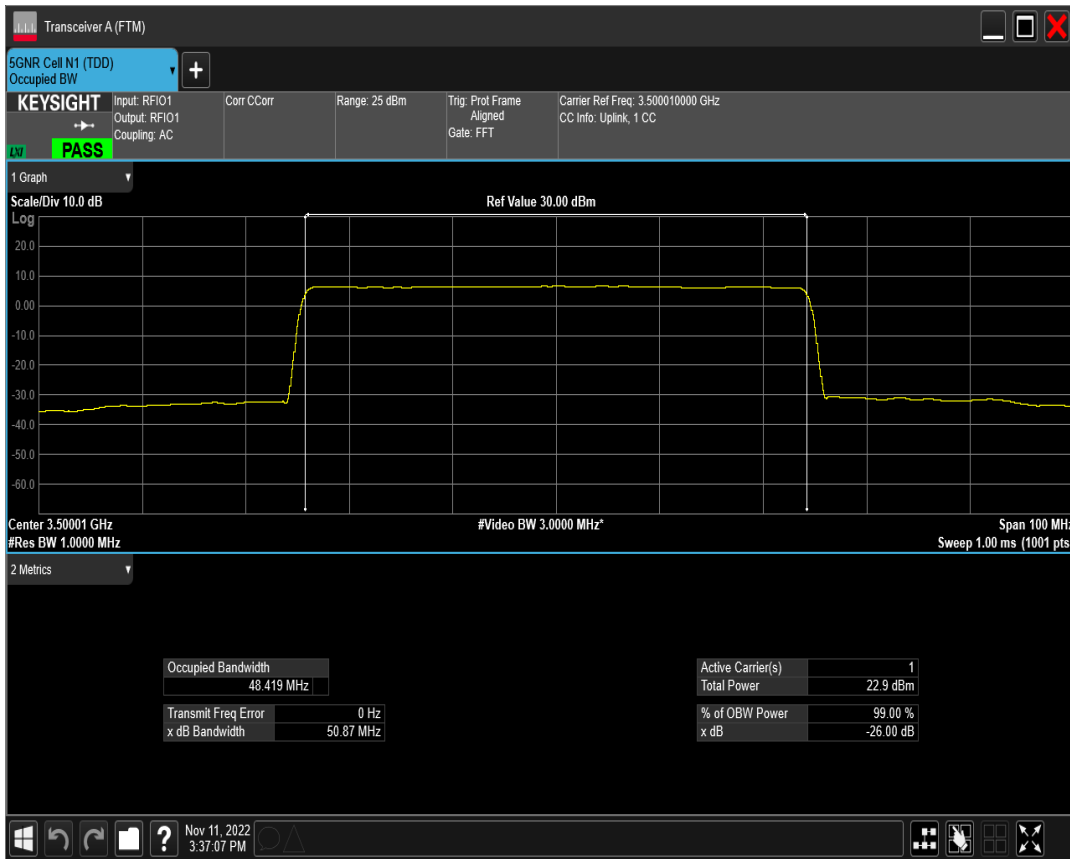 Transceiver A (FTM)
5GNR Cell N1 (TDD)
Occupied BW
KEYSIGHT
LXI
PASS
Input: RFIO1
Output: RFIO1
Coupling: AC
Corr CCorr
Range: 25 dBm
Trig: Prot Frame
Aligned
Gate: FFT
Carrier Ref Freq: 3.500010000 GHz
CC Info: Uplink, 1 CC
1 Graph
Scale/Div 10.0 dB
Ref Value 30.00 dBm
Log
20.0
10.0
0.00
-10.0
-20.0
-30.0
-40.0
-50.0
-60.0
Center 3.50001 GHz
#Video BW 3.0000 MHz*
Span 100 MHz
#Res BW 1.0000 MHz
Sweep 1.00 ms (1001 pts
2 Metrics
Occupied Bandwidth
48.419 MHz
Transmit Freq Error 0 Hz
x dB Bandwidth 50.87 MHz
Active Carrier(s) 1
Total Power 22.9 dBm
% of OBW Power 99.00 %
x dB -26.00 dB
?
Nov 11, 2022
3:37:07 PM